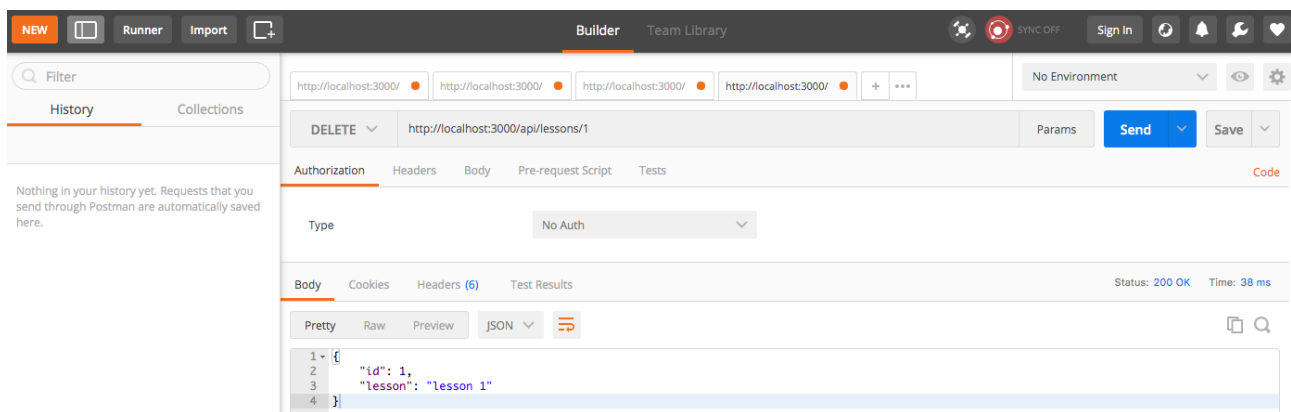 NEW Runner Import Builder Team Library SYNC OFF Sign In
Filter
History Collections
Nothing in your history yet. Requests that you
send through Postman are automatically saved
here.
http://localhost:3000/ http://localhost:3000/ http://localhost:3000/ http://localhost:3000/ + ••• No Environment
DELETE http://localhost:3000/api/lessons/1 Params Send Save
Authorization Headers Body Pre-request Script Tests Code
Type No Auth
Body Cookies Headers (6) Test Results Status: 200 OK Time: 38 ms
Pretty Raw Preview JSON
1 {
2 "id": 1,
3 "lesson": "lesson 1"
4 }